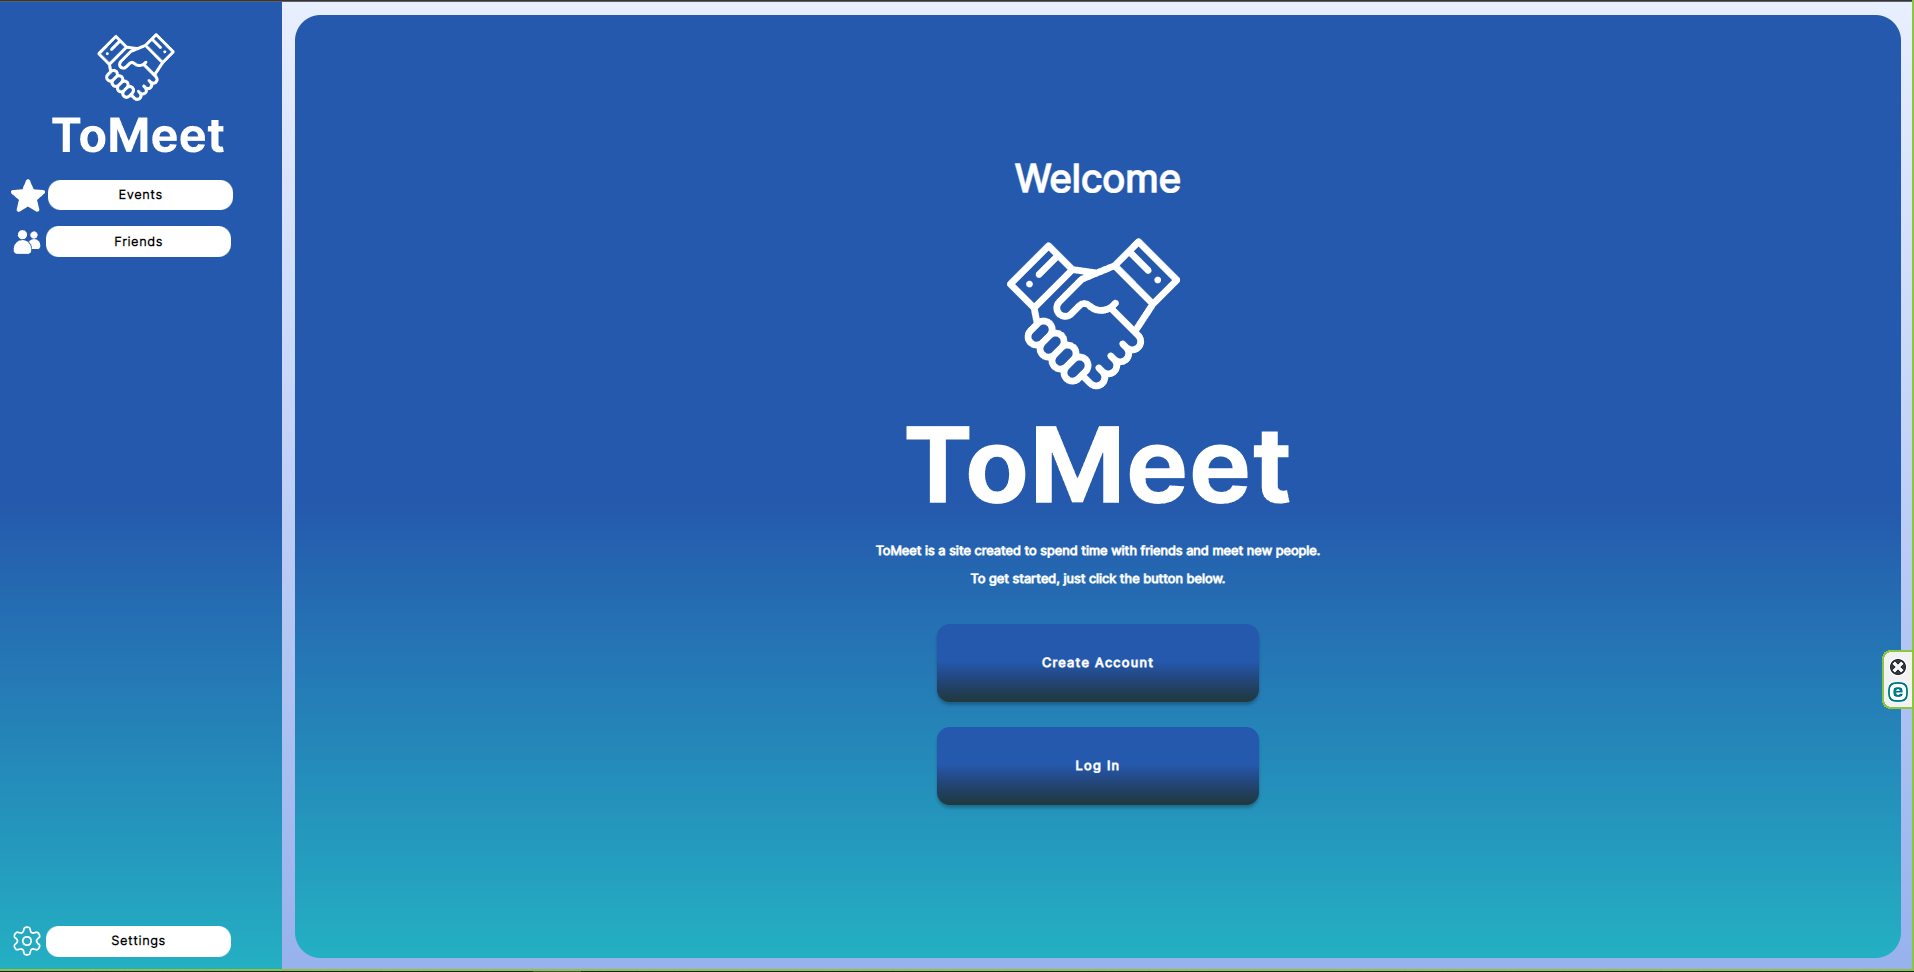 ToMeet
Events
Friends
Settings
Welcome
ToMeet
ToMeet is a site created to spend time with friends and meet new people.
To get started, just click the button below.
Create Account
Log In
e